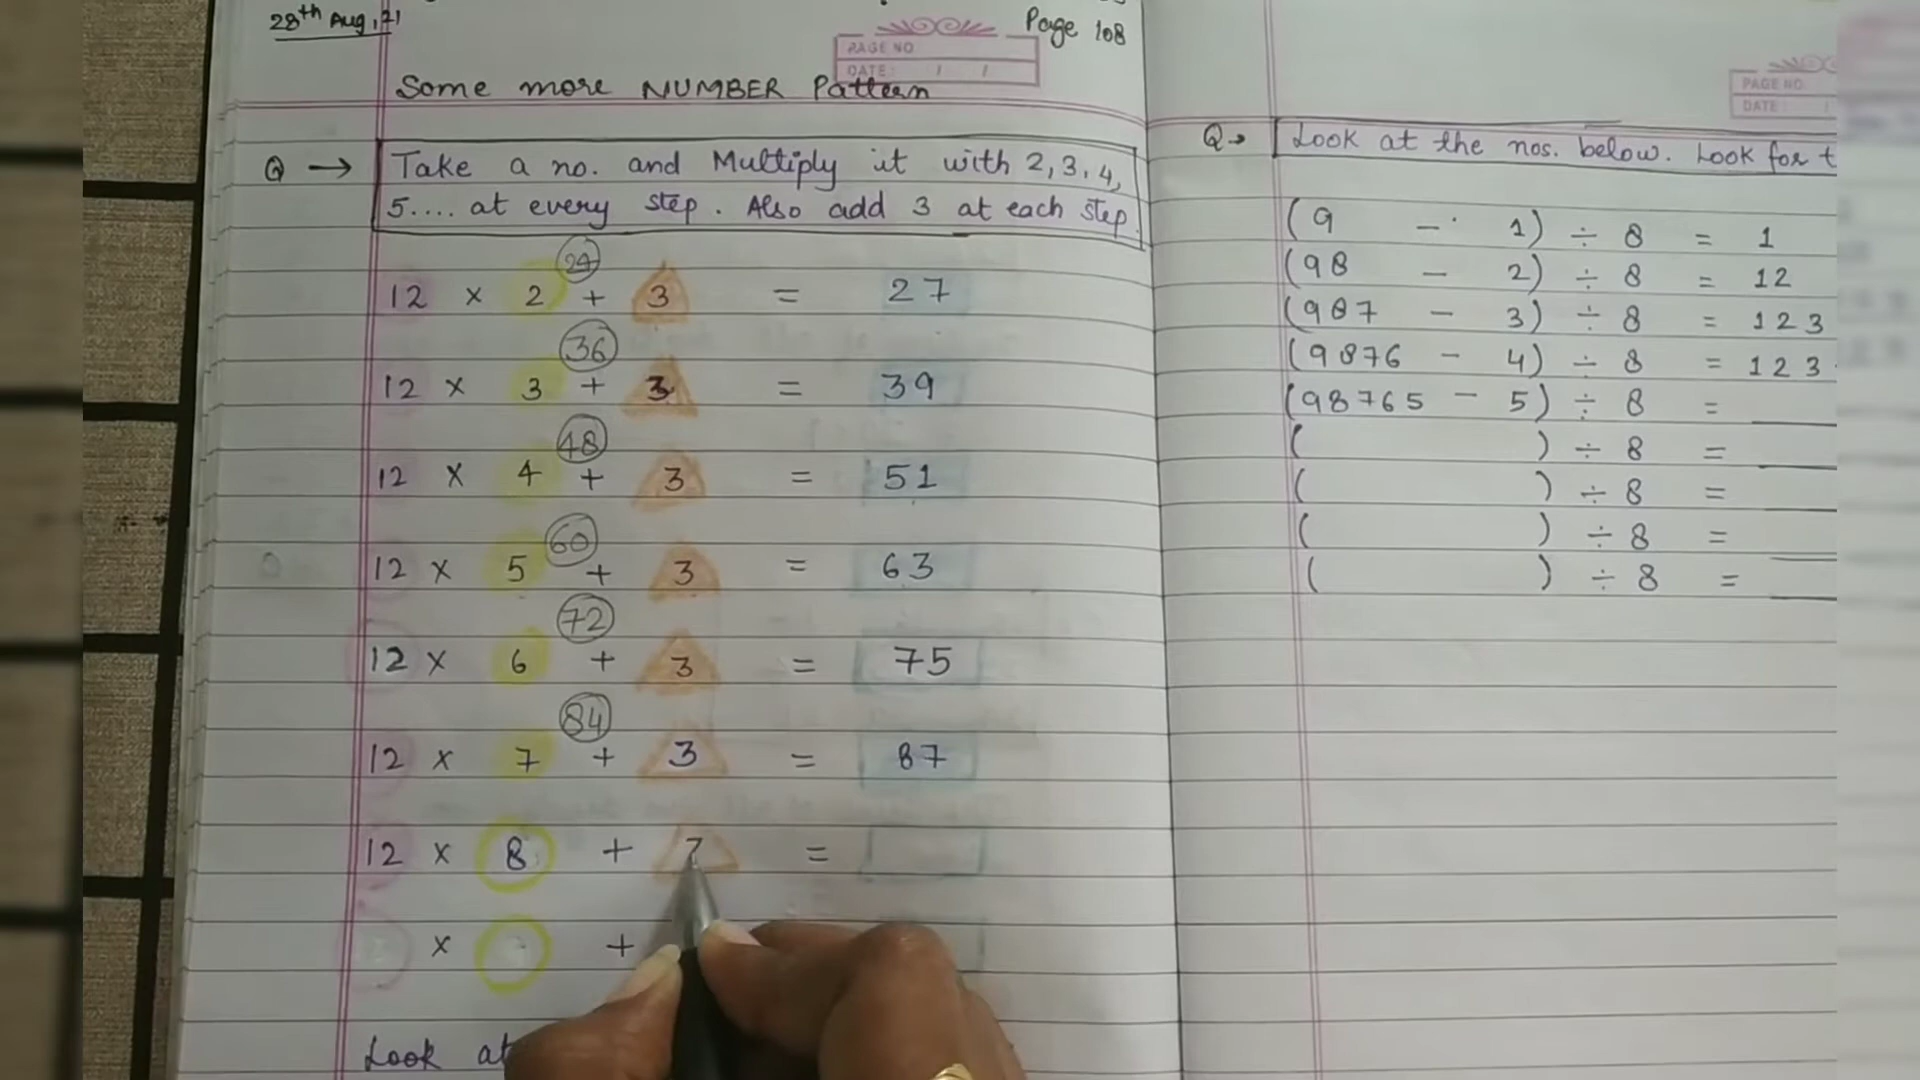 28th Aug, 21
Page 108
PAGE NO
DATE: / /
Some more NUMBER Pattern
Q → Take a no. and Multiply it with 2, 3, 4,
5.... at every step. Also add 3 at each step.
24
12 × 2 + 3 = 27
36
12 × 3 + 3 = 39
48
12 × 4 + 3 = 51
60
12 × 5 + 3 = 63
72
12 × 6 + 3 = 75
84
12 × 7 + 3 = 87
12 × 8 + =
× +
Look at
PAGE NO
DATE: /
Q → Look at the nos. below. Look for t
(9 - 1) ÷ 8 = 1
(98 - 2) ÷ 8 = 12
(987 - 3) ÷ 8 = 123
(9876 - 4) ÷ 8 = 123
(98765 - 5) ÷ 8 =
( ) ÷ 8 =
( ) ÷ 8 =
( ) ÷ 8 =
( ) ÷ 8 =